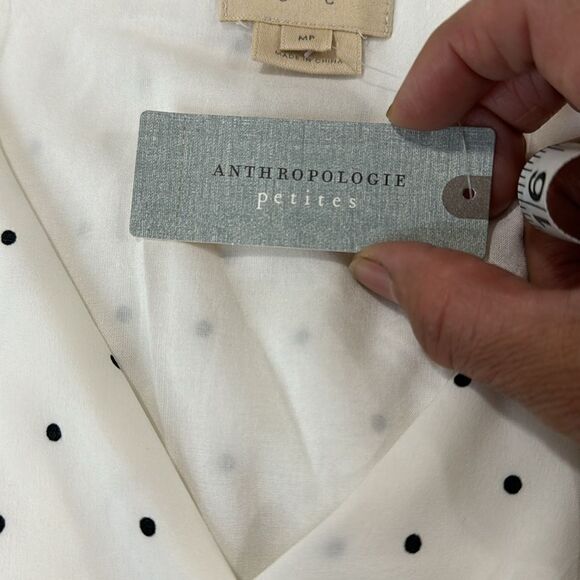 MP
MADE IN CHINA
ANTHROPOLOGIE
petites